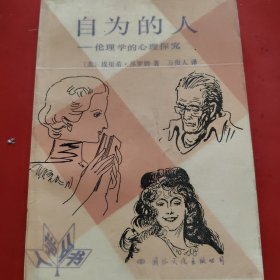 自为的人
——伦理学的心理探究
〔美〕埃里希·弗罗姆 著 万俊人 译
国际文化出版公司